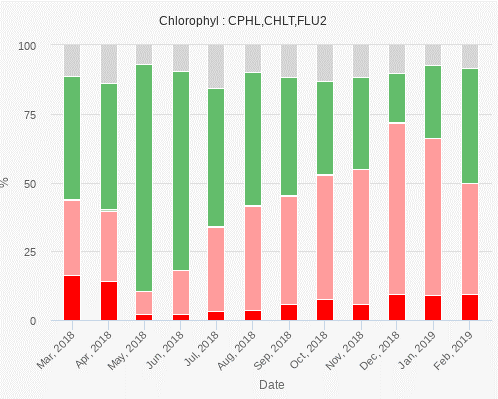 Chlorophyl : CPHL,CHLT,FLU2
100
75
50
25
0
%
Mar, 2018
Apr, 2018
May, 2018
Jun, 2018
Jul, 2018
Aug, 2018
Sep, 2018
Oct, 2018
Nov, 2018
Dec, 2018
Jan, 2019
Feb, 2019
Date